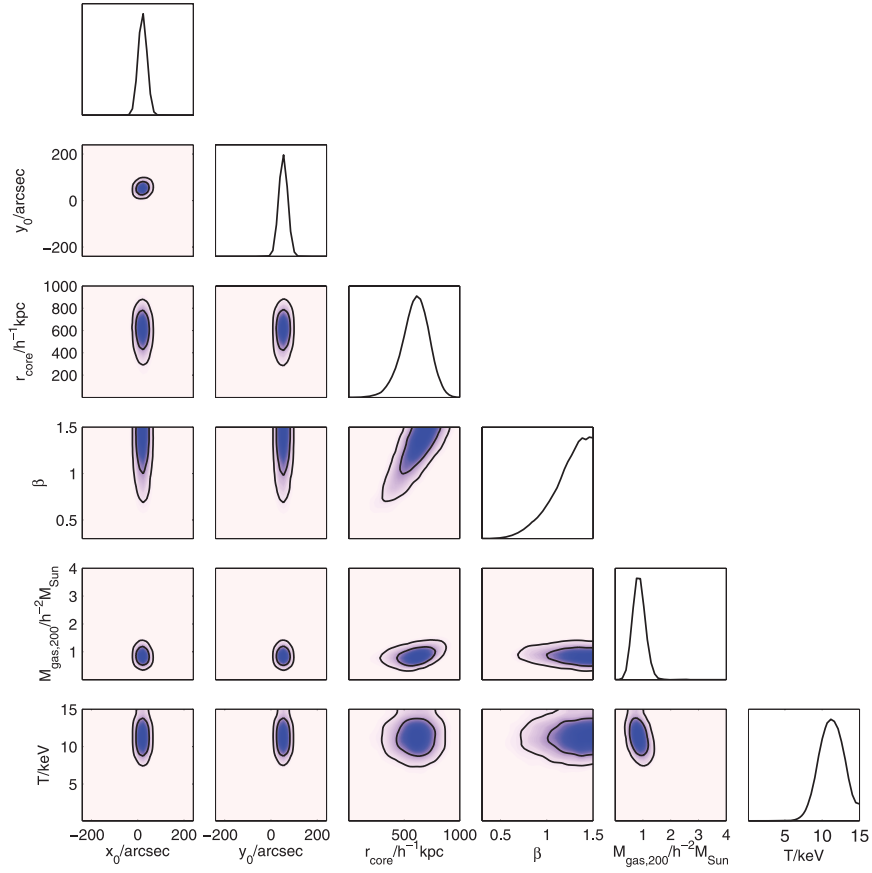 200
0
−200
y0/arcsec
1000
800
600
400
200
rcore/h−1kpc
1.5
1
0.5
β
4
3
2
1
Mgas,200/h−2MSun
15
10
5
T/keV
−200 0 200
x0/arcsec
−200 0 200
y0/arcsec
500 1000
rcore/h−1kpc
0.5 1 1.5
β
1 2 3 4
Mgas,200/h−2MSun
5 10 15
T/keV